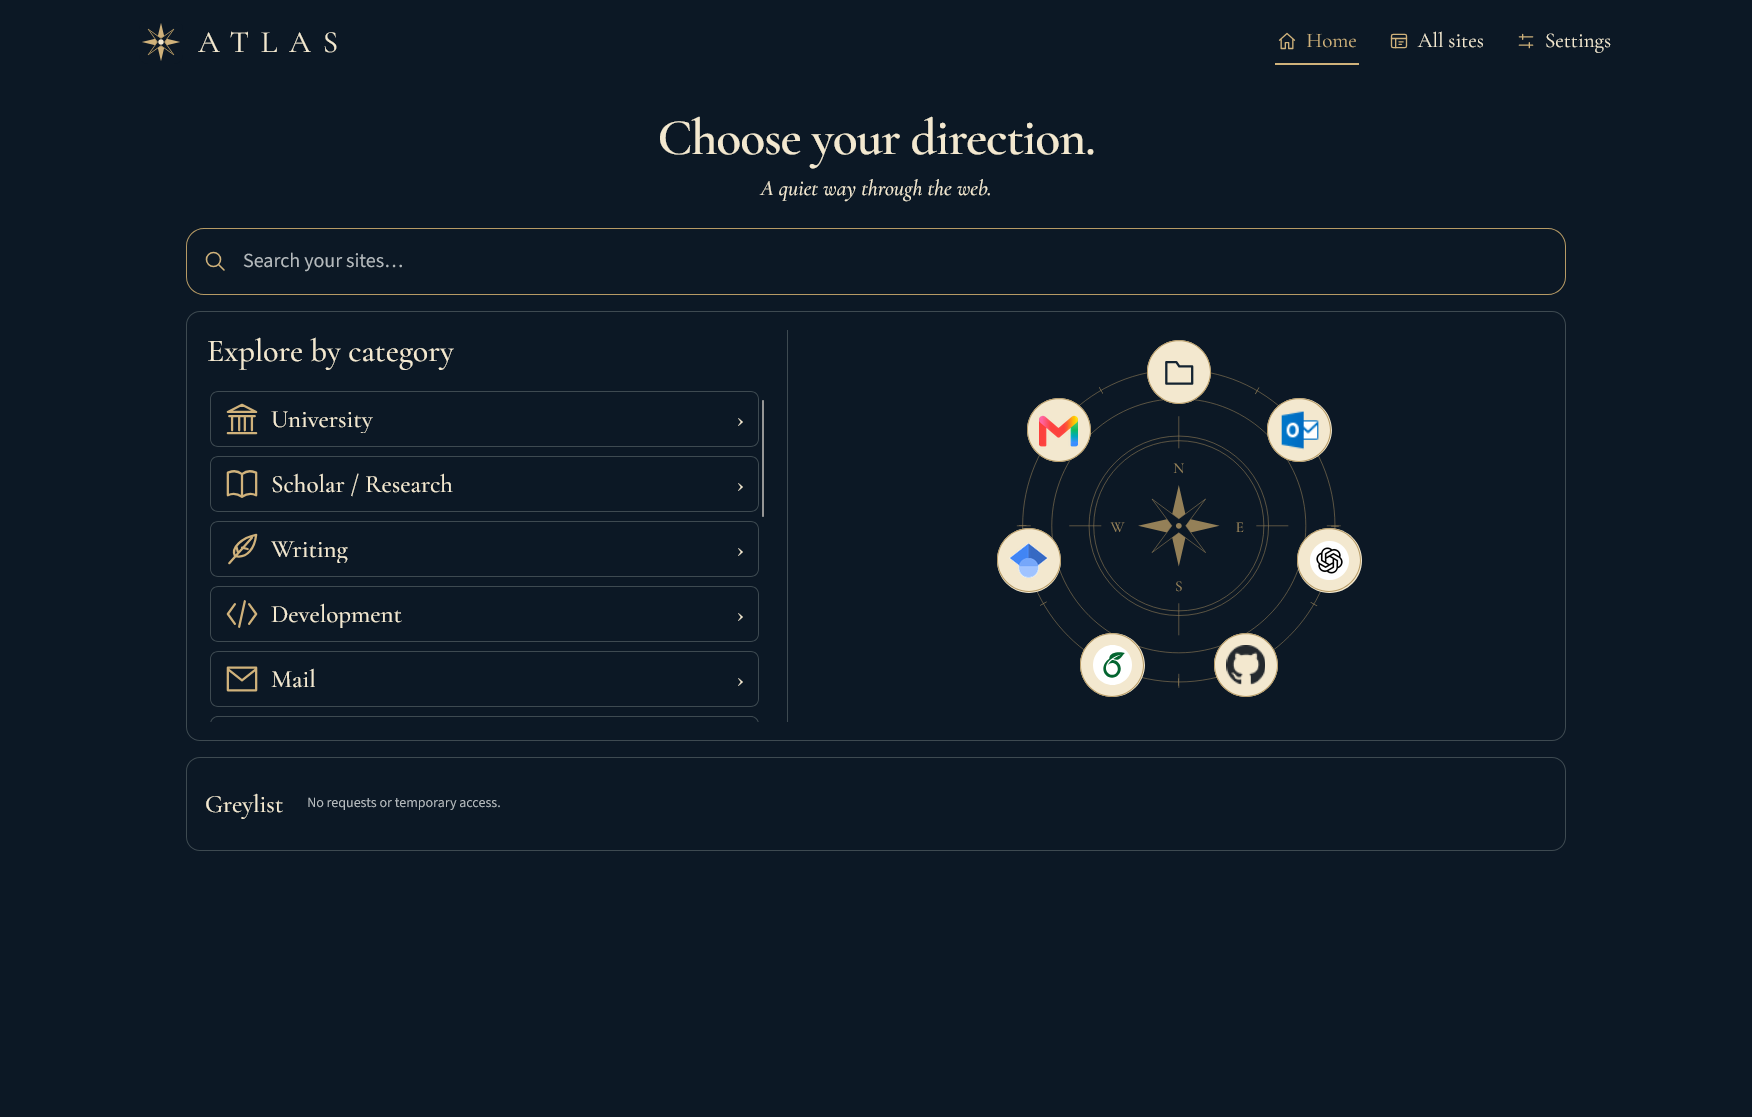 ATLAS
Home
All sites
Settings
Choose your direction.
A quiet way through the web.
Search your sites…
Explore by category
University
Scholar / Research
Writing
Development
Mail
N
W
E
S
Greylist
No requests or temporary access.